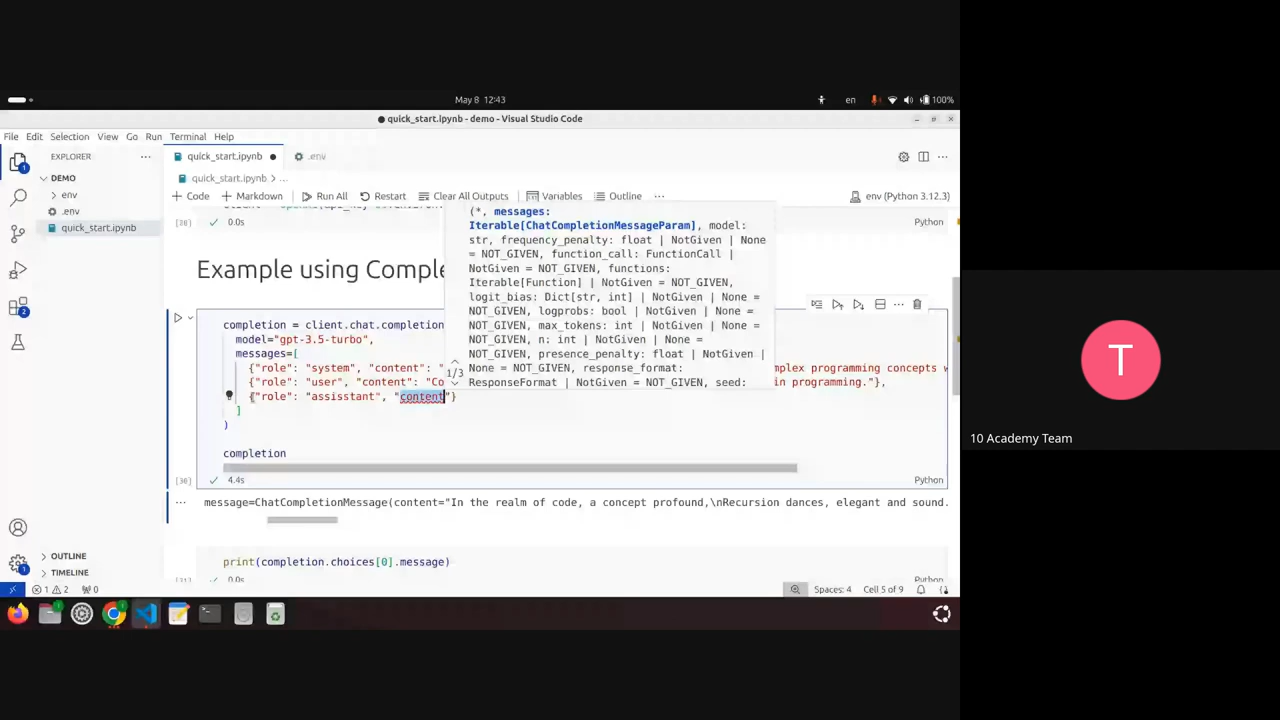 May 8 12:43
en
100%
quick_start.ipynb - demo - Visual Studio Code
File Edit Selection View Go Run Terminal Help
EXPLORER
quick_start.ipynb
.env
DEMO
quick_start.ipynb > ...
env
.env
quick_start.ipynb
+ Code + Markdown Run All Restart Clear All Outputs Variables Outline ...
env (Python 3.12.3)
0.0s
Python
Example using Comple
(*, messages:
Iterable[ChatCompletionMessageParam], model:
str, frequency_penalty: float | NotGiven | None
= NOT_GIVEN, function_call: FunctionCall |
NotGiven = NOT_GIVEN, functions:
Iterable[Function] | NotGiven = NOT_GIVEN,
logit_bias: Dict[str, int] | NotGiven | None =
NOT_GIVEN, logprobs: bool | NotGiven | None =
NOT_GIVEN, max_tokens: int | NotGiven | None =
NOT_GIVEN, n: int | NotGiven | None =
NOT_GIVEN, presence_penalty: float | NotGiven |
None = NOT_GIVEN, response_format:
ResponseFormat | NotGiven = NOT_GIVEN, seed:
1/3
completion = client.chat.completion
model="gpt-3.5-turbo",
messages=[
{"role": "system", "content": " mplex programming concepts w
{"role": "user", "content": "Co in programming."},
{"role": "assisstant", "content"}
]
)
completion
[30] 4.4s
Python
message=ChatCompletionMessage(content="In the realm of code, a concept profound,\nRecursion dances, elegant and sound.
print(completion.choices[0].message)
0.0s
Python
OUTLINE
TIMELINE
1 2 0
Spaces: 4 Cell 5 of 9
T
10 Academy Team